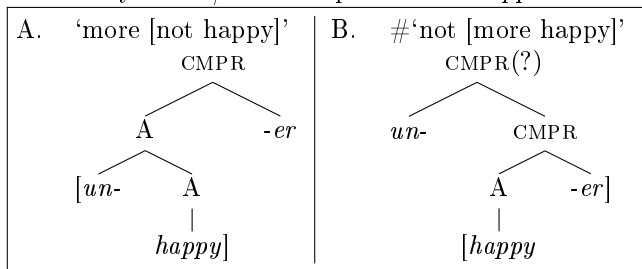 A. ‘more [not happy]’ B. #‘not [more happy]’
CMPR CMPR(?)
A -er un- CMPR
[un- A A -er]
happy] [happy